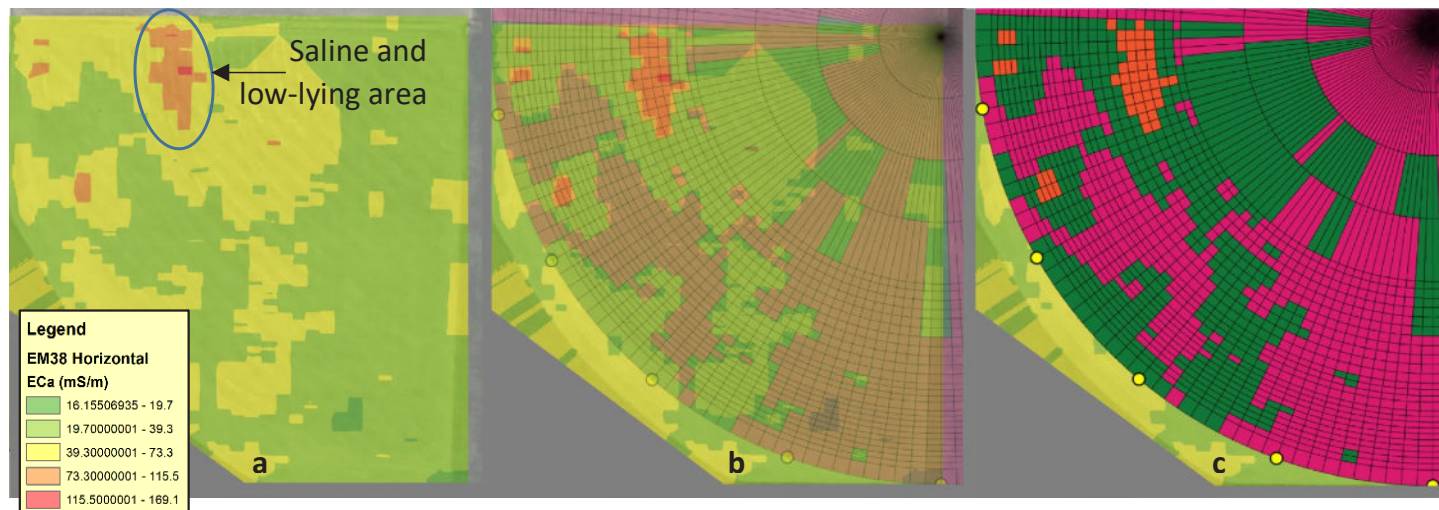 Saline and
low-lying area
Legend
EM38 Horizontal
ECa (mS/m)
16.15506935 - 19.7
19.70000001 - 39.3
39.30000001 - 73.3
73.30000001 - 115.5
115.5000001 - 169.1
a
b
c